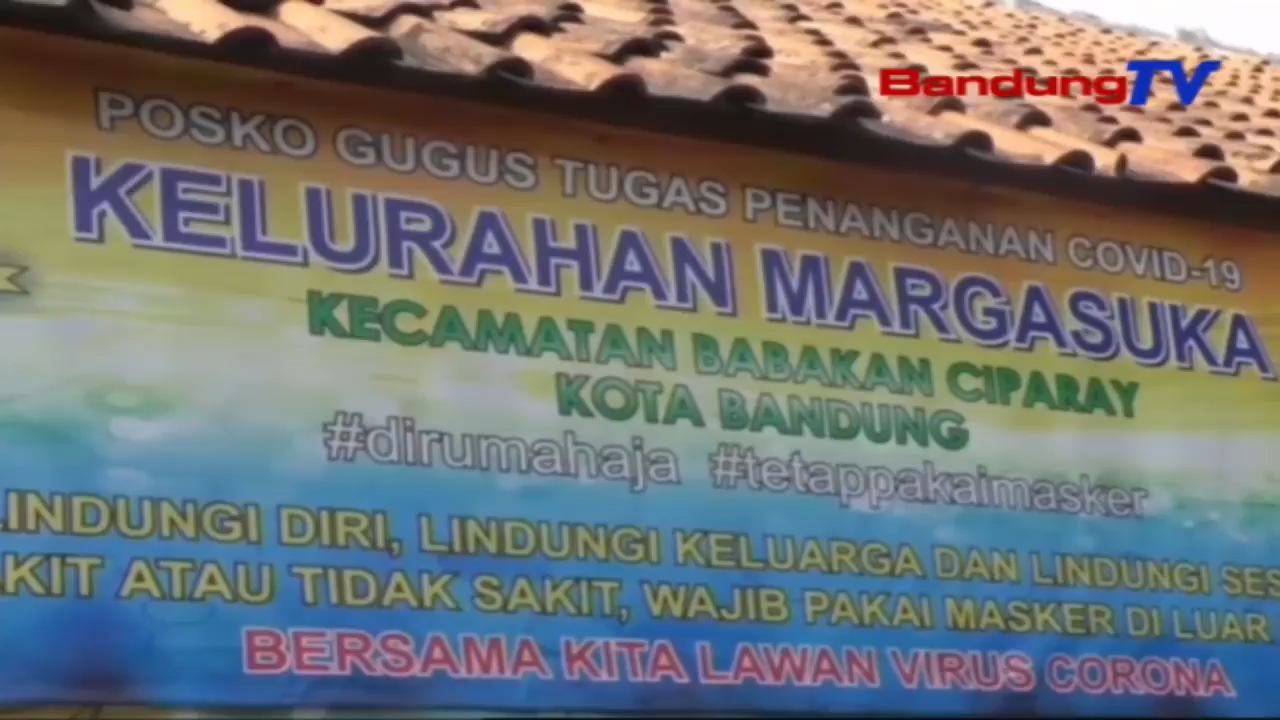 BandungTV
POSKO GUGUS TUGAS PENANGANAN COVID-19
KELURAHAN MARGASUKA
KECAMATAN BABAKAN CIPARAY
KOTA BANDUNG
#dirumahaja #tetappakaimasker
LINDUNGI DIRI, LINDUNGI KELUARGA DAN LINDUNGI SES
KIT ATAU TIDAK SAKIT, WAJIB PAKAI MASKER DI LUAR
BERSAMA KITA LAWAN VIRUS CORONA